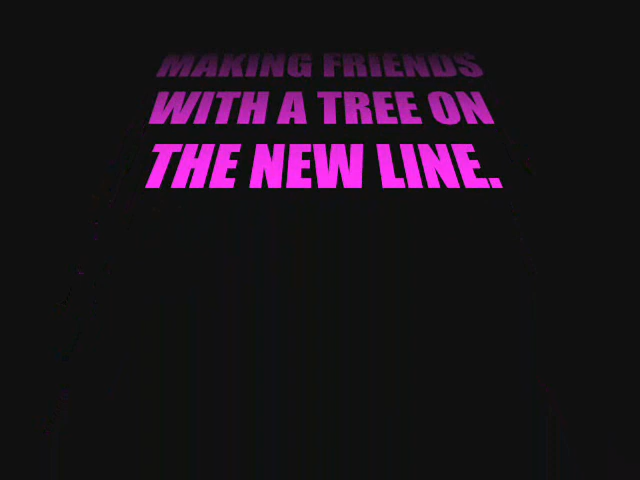 MAKING FRIENDS
WITH A TREE ON
THE NEW LINE.